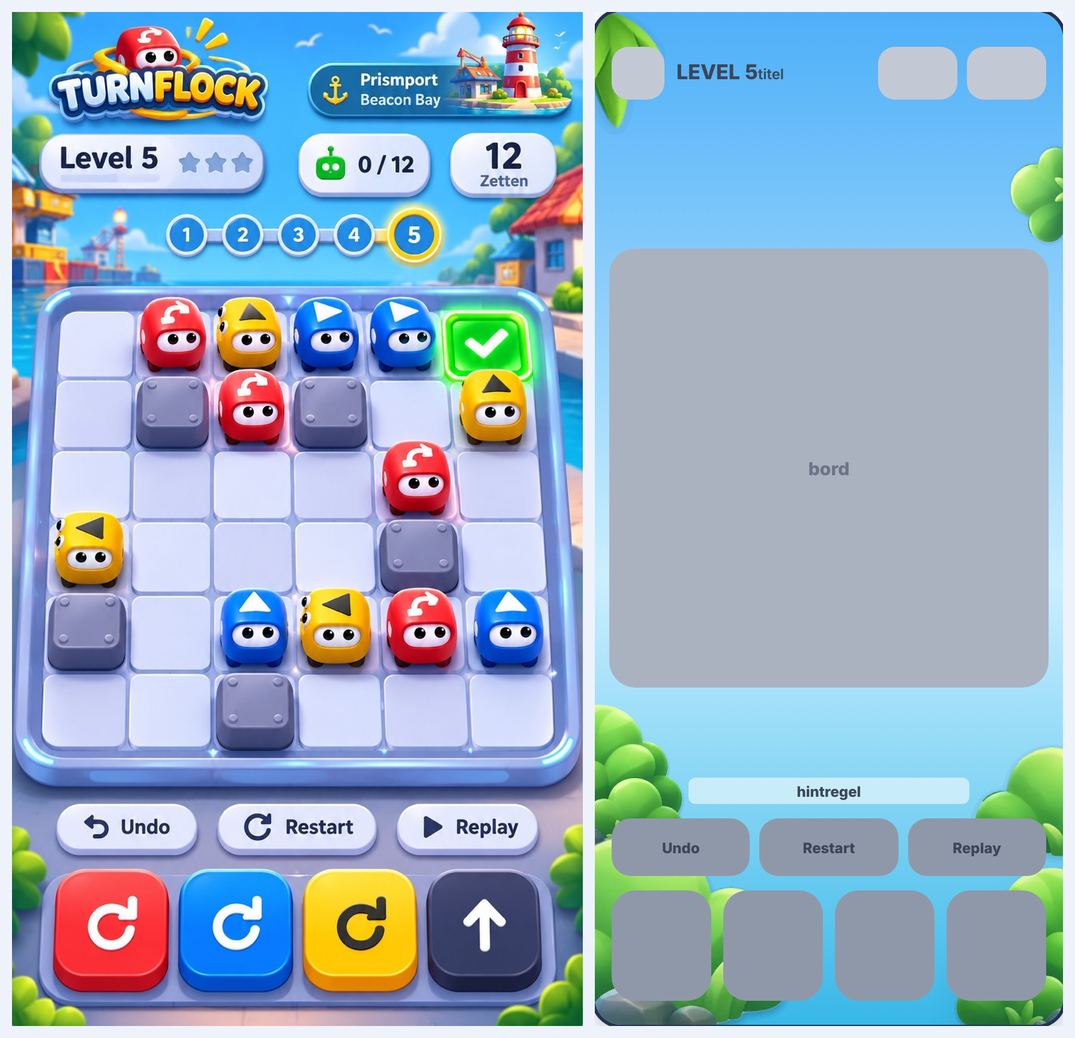 TURNFLOCK
Prismport
Beacon Bay
Level 5
0 / 12
12
Zetten
1 2 3 4 5
Undo
Restart
Replay
LEVEL 5titel
bord
hintregel
Undo
Restart
Replay